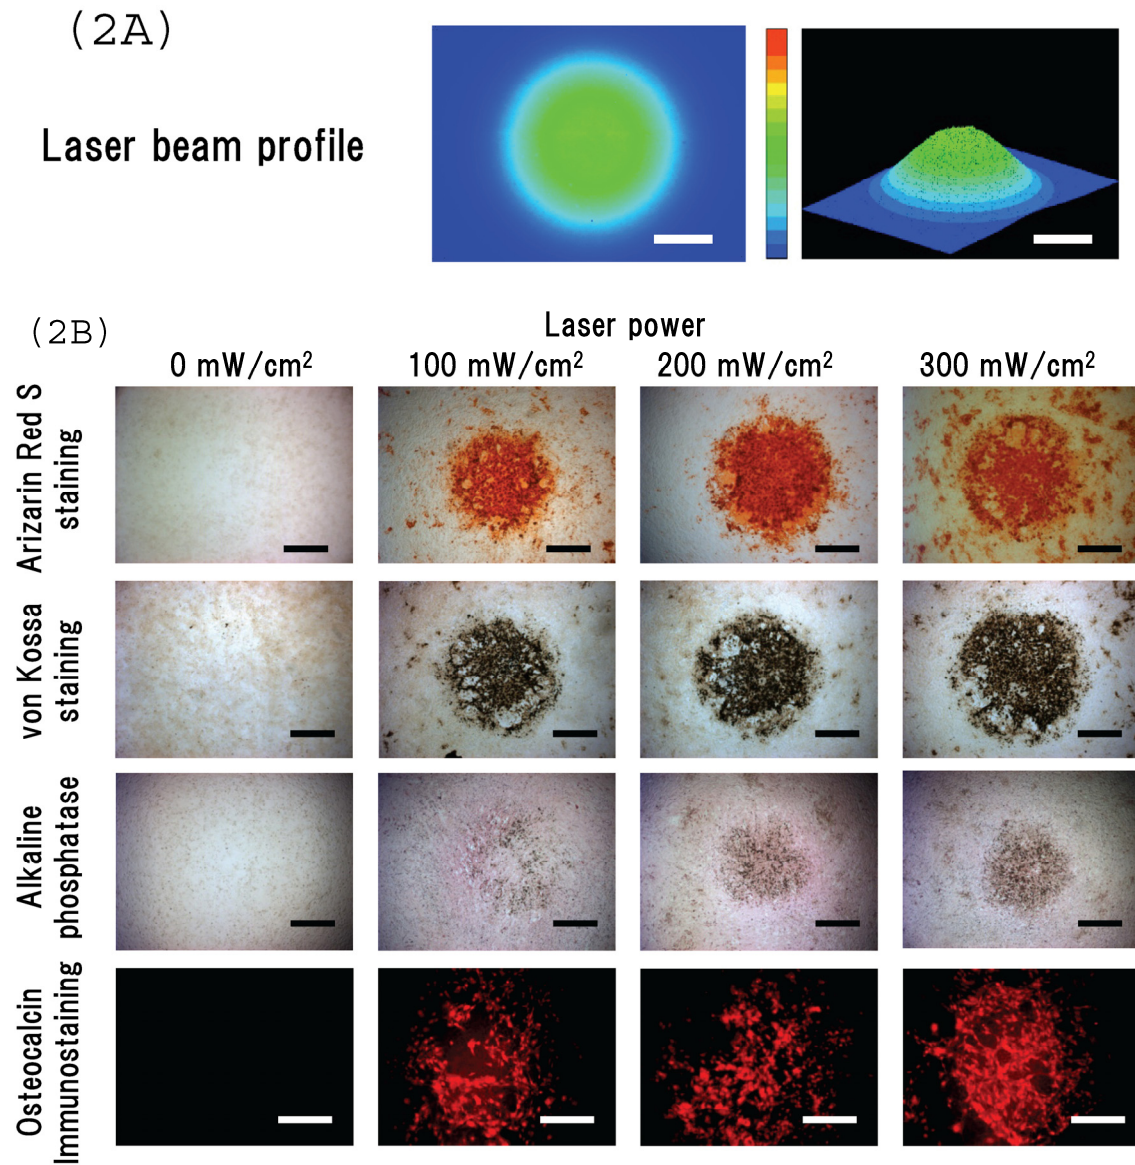 (2A)
Laser beam profile
(2B)
Laser power
0 mW/cm²
100 mW/cm²
200 mW/cm²
300 mW/cm²
Arizarin Red S
staining
von Kossa
staining
Alkaline
phosphatase
Osteocalcin
Immunostaining